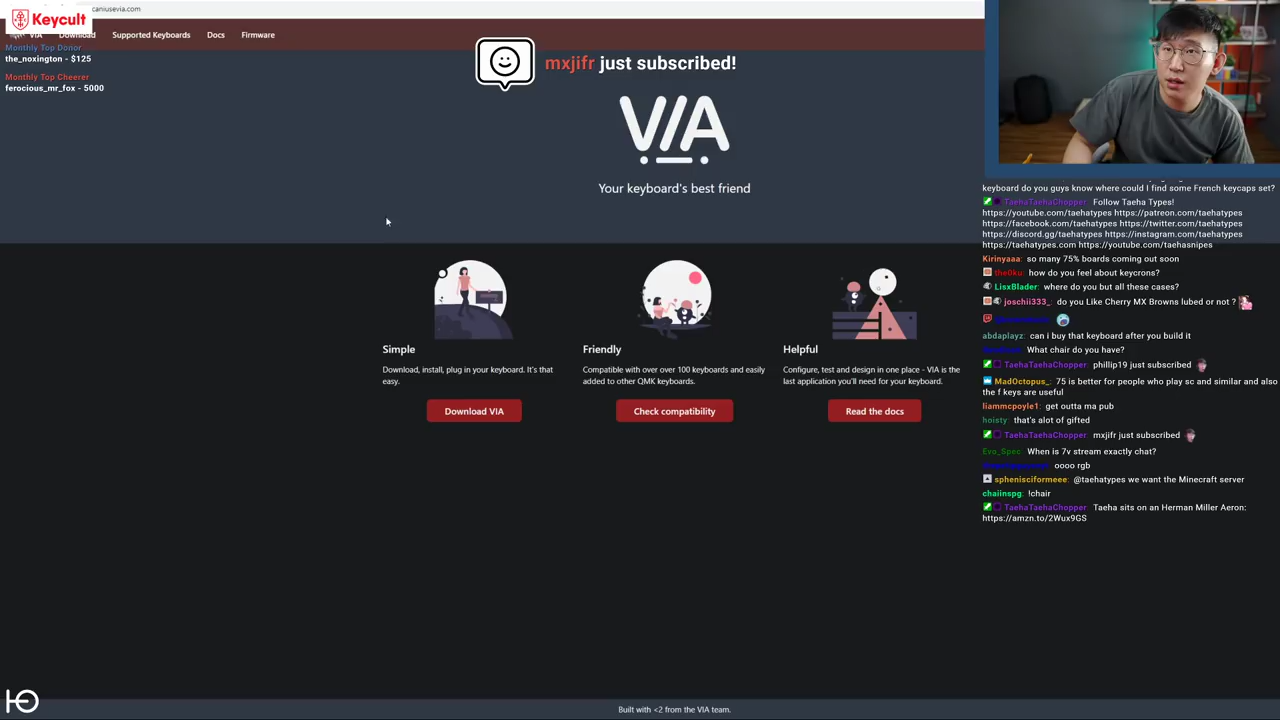 caniusevia.com
Keycult
VIA Download Supported Keyboards Docs Firmware
Monthly Top Donor
the_noxington - $125
Monthly Top Cheerer
ferocious_mr_fox - 5000
mxjifr just subscribed!
VIA
Your keyboard's best friend
Simple
Download, install, plug in your keyboard. It's that
easy.
Download VIA
Friendly
Compatible with over over 100 keyboards and easily
added to other QMK keyboards.
Check compatibility
Helpful
Configure, test and design in one place - VIA is the
last application you'll need for your keyboard.
Read the docs
Built with <2 from the VIA team.
keyboard do you guys know where could I find some French keycaps set?
TaehaTaehaChopper: Follow Taeha Types!
https://youtube.com/taehatypes https://patreon.com/taehatypes
https://facebook.com/taehatypes https://twitter.com/taehatypes
https://discord.gg/taehatypes https://instagram.com/taehatypes
https://taehatypes.com https://youtube.com/taehasnipes
Kirinyaaa: so many 75% boards coming out soon
the0ku: how do you feel about keycrons?
LisxBlader: where do you but all these cases?
joschii333_: do you Like Cherry MX Browns lubed or not ?
abdaplayz: can i buy that keyboard after you build it
What chair do you have?
TaehaTaehaChopper: phillip19 just subscribed
MadOctopus_: 75 is better for people who play sc and similar and also
the f keys are useful
liammcpoyle1: get outta ma pub
hoisty: that's alot of gifted
TaehaTaehaChopper: mxjifr just subscribed
Evo_Spec: When is 7v stream exactly chat?
oooo rgb
sphenisciformeee: @taehatypes we want the Minecraft server
chaiinspg: !chair
TaehaTaehaChopper: Taeha sits on an Herman Miller Aeron:
https://amzn.to/2Wux9GS